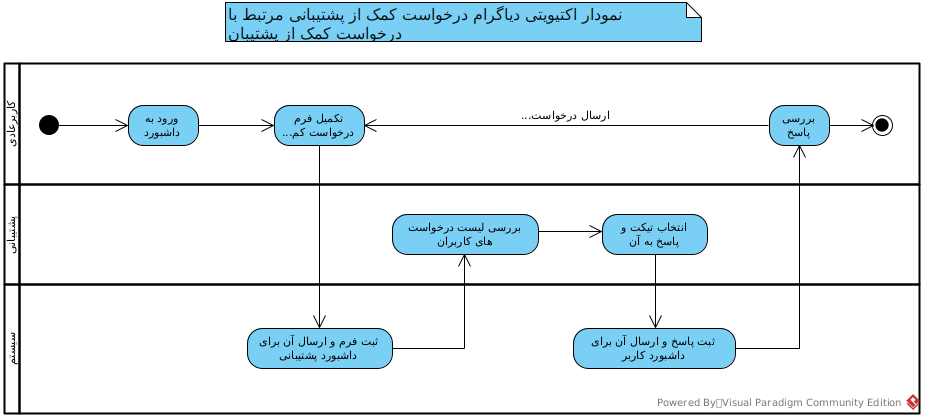 نمودار اکتیویتی دیاگرام درخواست کمک از پشتیبانی مرتبط با
درخواست کمک از پشتیبان
کاربرعادی
ورود به
داشبورد
تکمیل فرم
درخواست کم...
ارسال درخواست...
بررسی
پاسخ
پشتیبانی
بررسی لیست درخواست
های کاربران
انتخاب تیکت و
پاسخ به آن
سیستم
ثبت فرم و ارسال آن برای
داشبورد پشتیبانی
ثبت پاسخ و ارسال آن برای
داشبورد کاربر
Powered By Visual Paradigm Community Edition